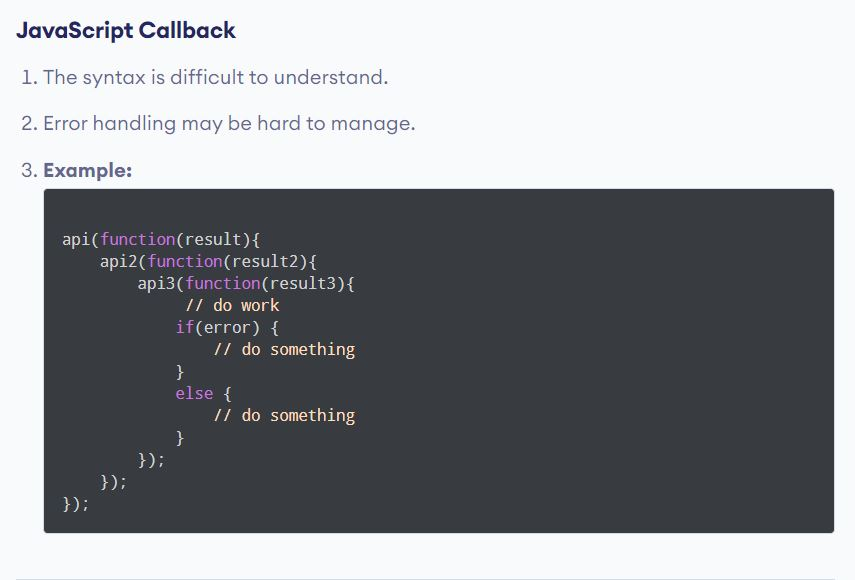 JavaScript Callback
1. The syntax is difficult to understand.
2. Error handling may be hard to manage.
3. Example:
api(function(result){
    api2(function(result2){
        api3(function(result3){
             // do work
            if(error) {
                // do something
            }
            else {
                // do something
            }
        });
    });
});